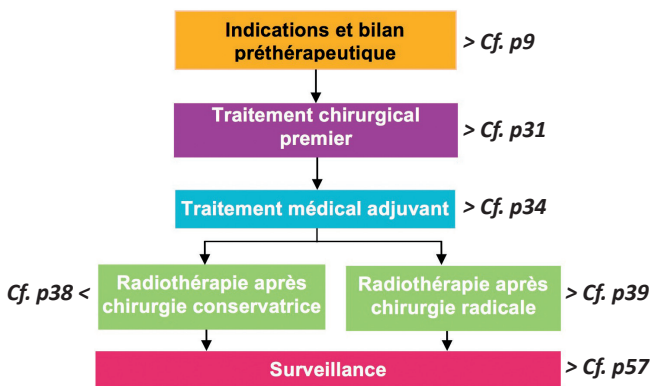 Indications et bilan
préthérapeutique
> Cf. p9
Traitement chirurgical
premier
> Cf. p31
Traitement médical adjuvant
> Cf. p34
Cf. p38 <
Radiothérapie après
chirurgie conservatrice
Radiothérapie après
chirurgie radicale
> Cf. p39
Surveillance
> Cf. p57